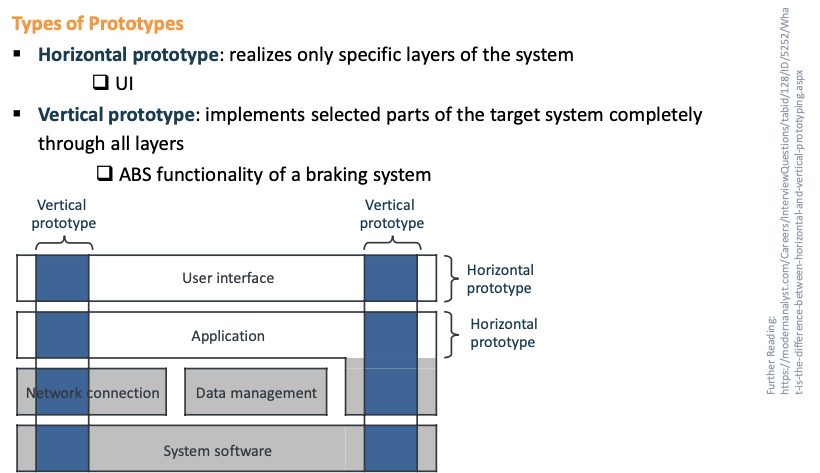 Types of Prototypes
▪ Horizontal prototype: realizes only specific layers of the system
❑ UI
▪ Vertical prototype: implements selected parts of the target system completely
through all layers
❑ ABS functionality of a braking system
Vertical
prototype
Vertical
prototype
User interface
Horizontal
prototype
Application
Horizontal
prototype
Network connection
Data management
System software
Further Reading:
https://modernanalyst.com/Careers/InterviewQuestions/tabid/128/ID/5252/Wha
t-is-the-difference-between-horizontal-and-vertical-prototyping.aspx